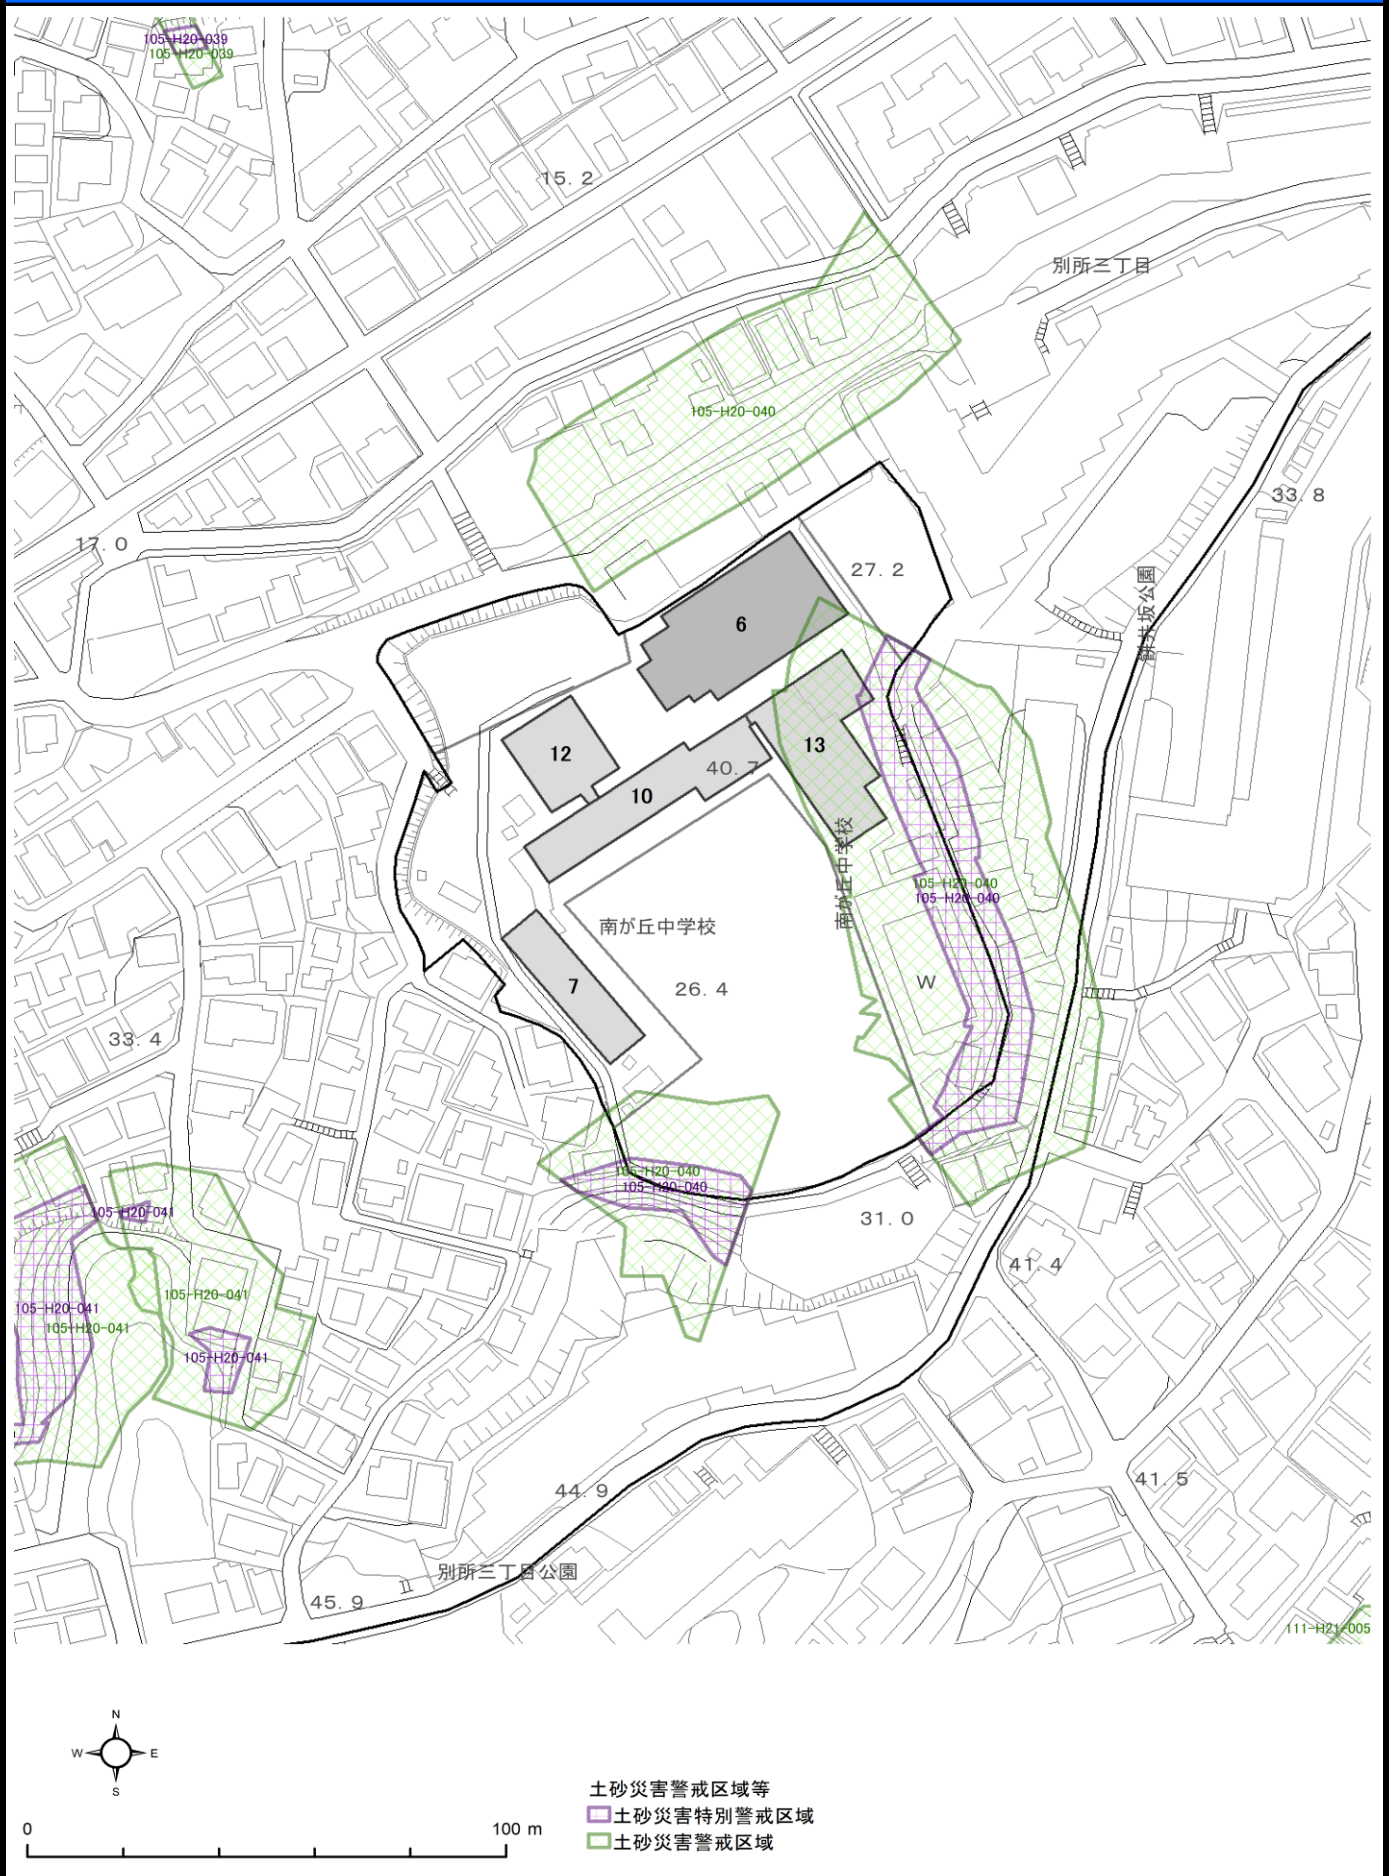 105-H20-039
105-H20-039
15. 2
別所三丁目
105-H20-040
33. 8
17. 0
27. 2
餅井坂公園
6
13
12
40. 7
10
南が丘中学校
105-H20-040
105-H20-040
南が丘中学校
W
7
26. 4
33. 4
105-H20-040
105-H20-040
105-H20-041
31. 0
41. 4
105-H20-041
105-H20-041
105-H20-041
105-H20-041
41. 5
44. 9
別所三丁目公園
45. 9
111-H21-005
N
W E
S
0 100 m
土砂災害警戒区域等
土砂災害特別警戒区域
土砂災害警戒区域